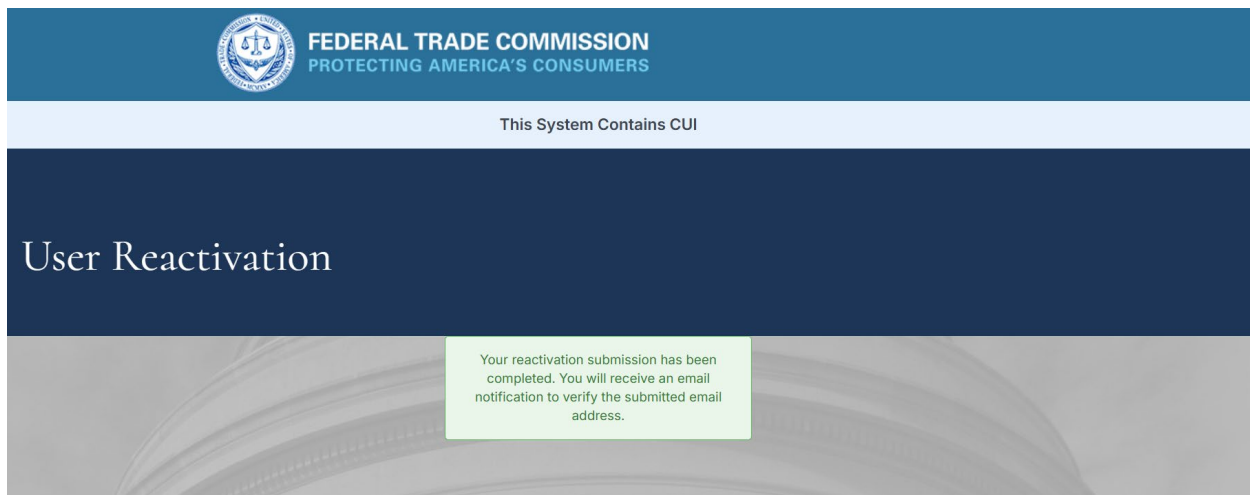 FEDERAL TRADE COMMISSION
PROTECTING AMERICA'S CONSUMERS
This System Contains CUI
User Reactivation
Your reactivation submission has been
completed. You will receive an email
notification to verify the submitted email
address.